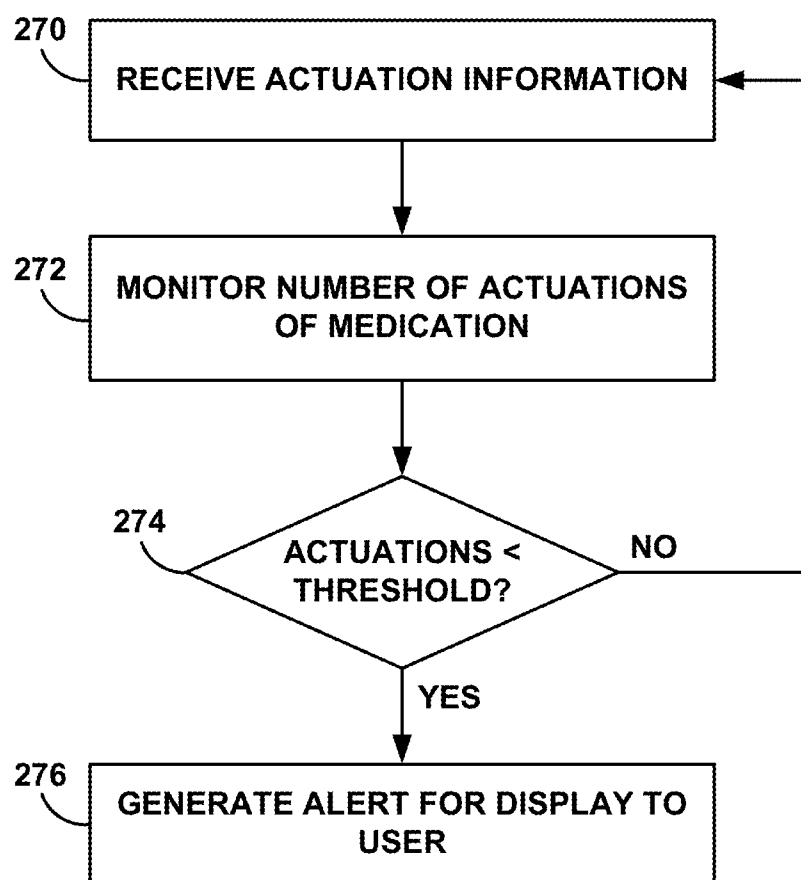 270
RECEIVE ACTUATION INFORMATION
272
MONITOR NUMBER OF ACTUATIONS
OF MEDICATION
274
ACTUATIONS <
THRESHOLD?
NO
YES
276
GENERATE ALERT FOR DISPLAY TO
USER